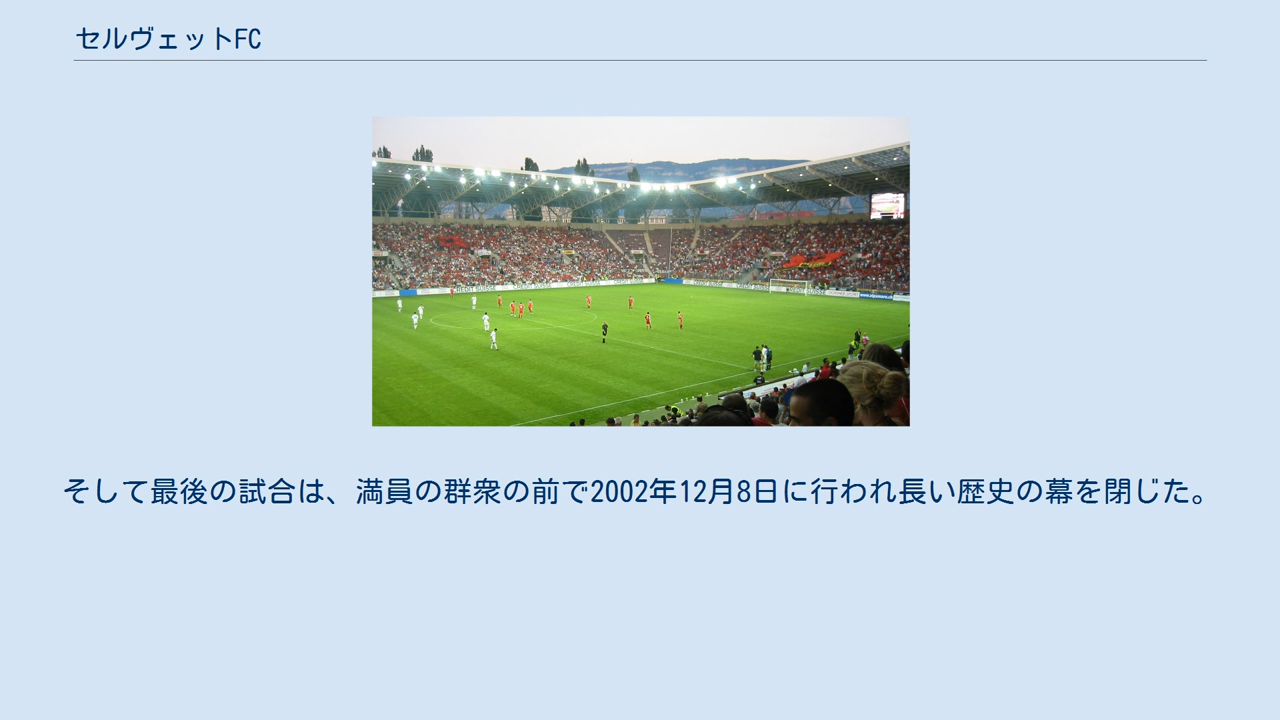 セルヴェットFC
そして最後の試合は、満員の群衆の前で2002年12月8日に行われ長い歴史の幕を閉じた。